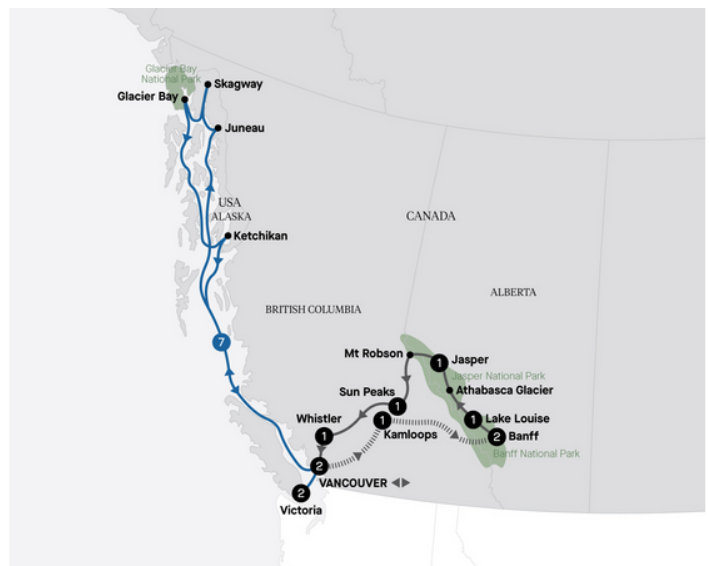 Glacier Bay
National Park
Skagway
Glacier Bay
Juneau
USA
ALASKA
CANADA
Ketchikan
ALBERTA
BRITISH COLUMBIA
7
Mt Robson
1
Jasper
Jasper National Park
Sun Peaks
Athabasca Glacier
1
Whistler
1
Lake Louise
1
1
Kamloops
2
Banff
Banff National Park
2
VANCOUVER
2
Victoria